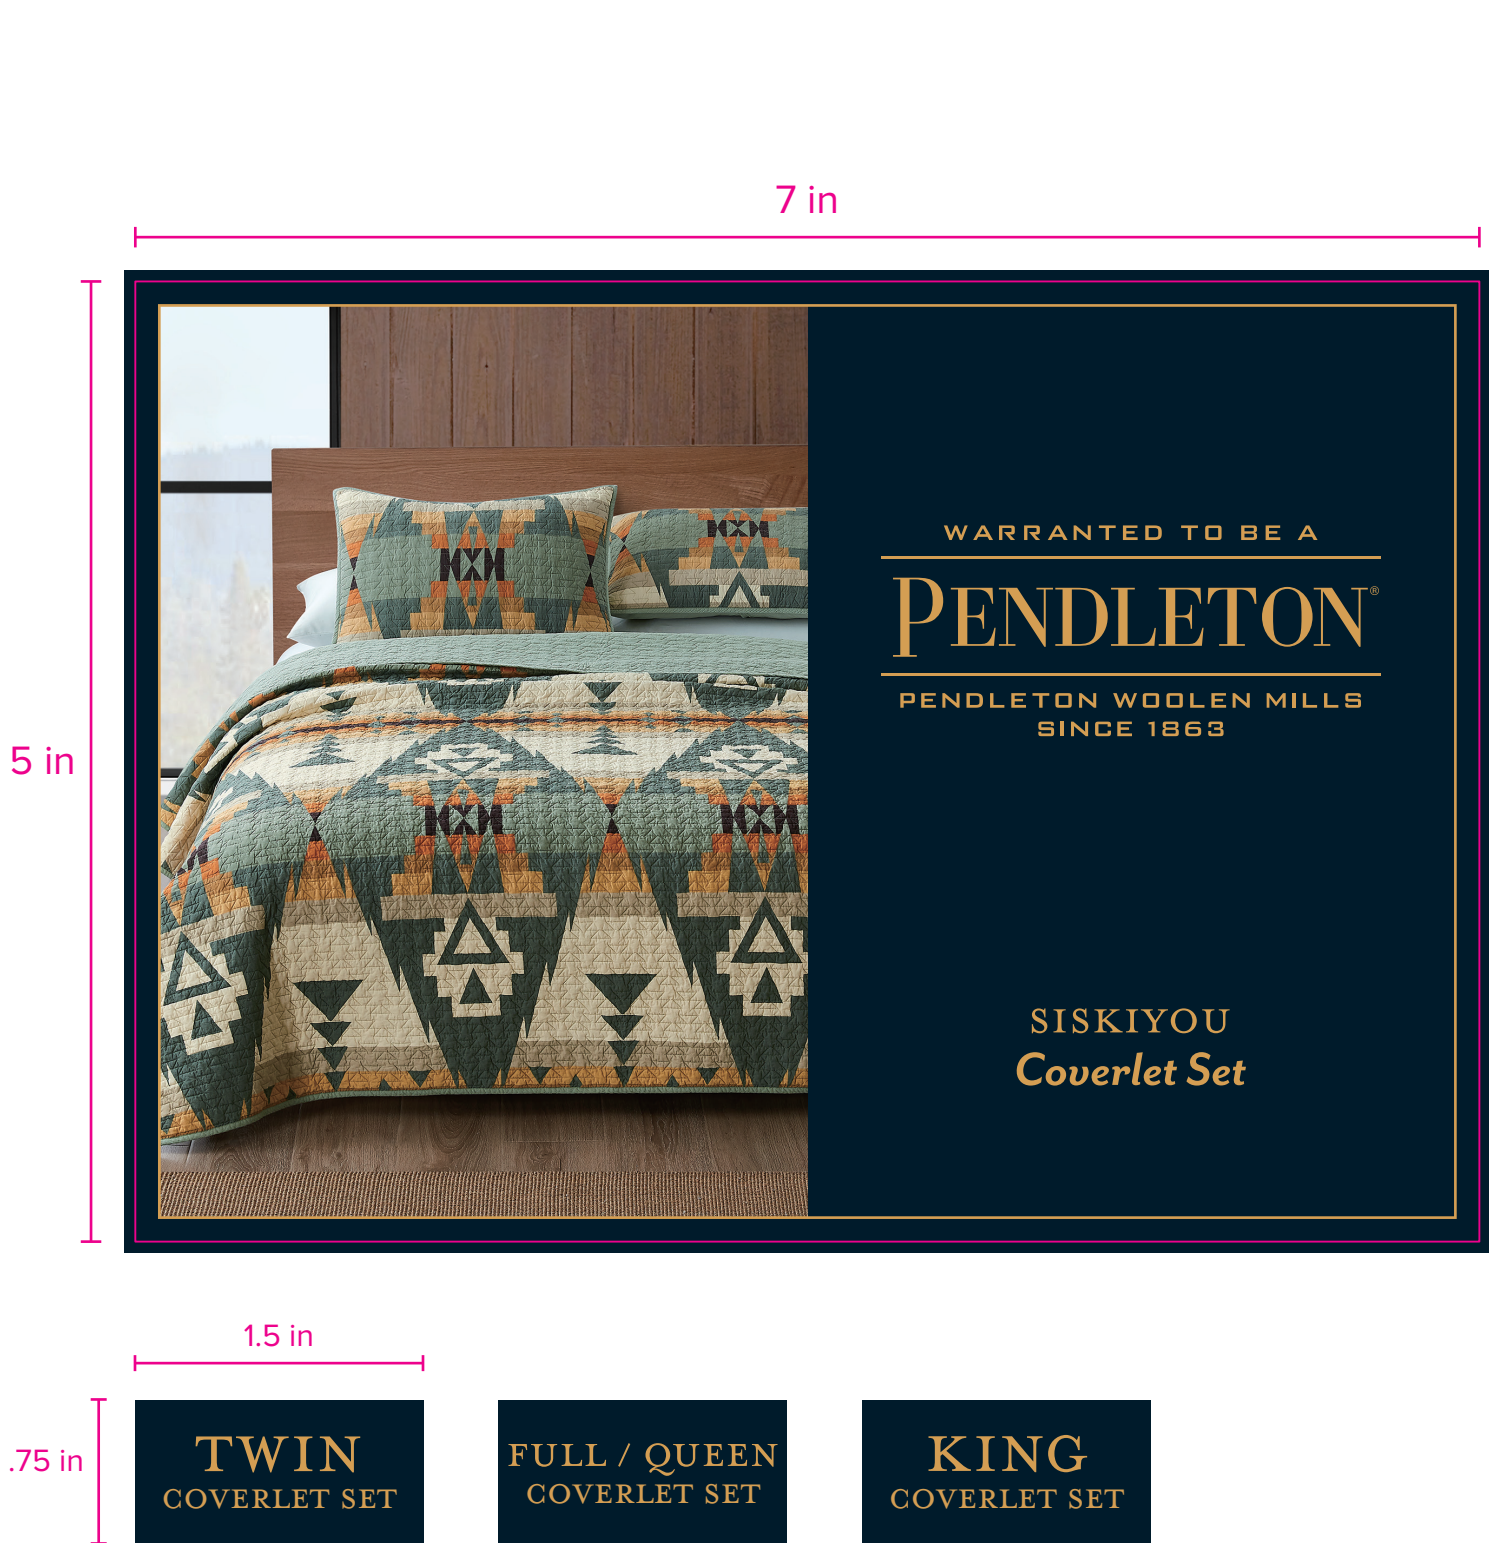 7 in
5 in
WARRANTED TO BE A
PENDLETON®
PENDLETON WOOLEN MILLS
SINCE 1863
SISKIYOU
Coverlet Set
1.5 in
.75 in
TWIN
COVERLET SET
FULL / QUEEN
COVERLET SET
KING
COVERLET SET